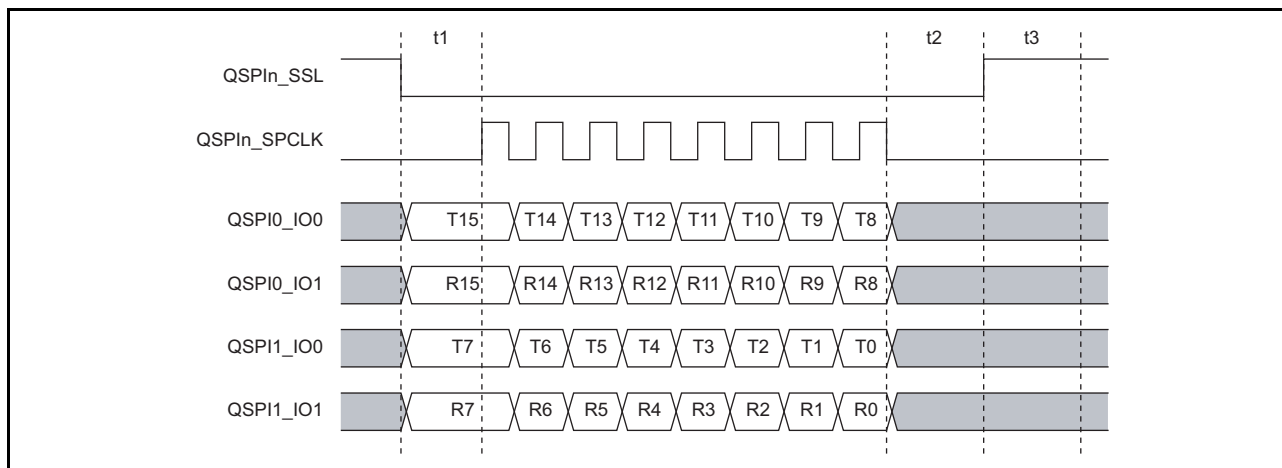 t1 t2 t3
QSPIn_SSL
QSPIn_SPCLK
QSPI0_IO0 T15 T14 T13 T12 T11 T10 T9 T8
QSPI0_IO1 R15 R14 R13 R12 R11 R10 R9 R8
QSPI1_IO0 T7 T6 T5 T4 T3 T2 T1 T0
QSPI1_IO1 R7 R6 R5 R4 R3 R2 R1 R0